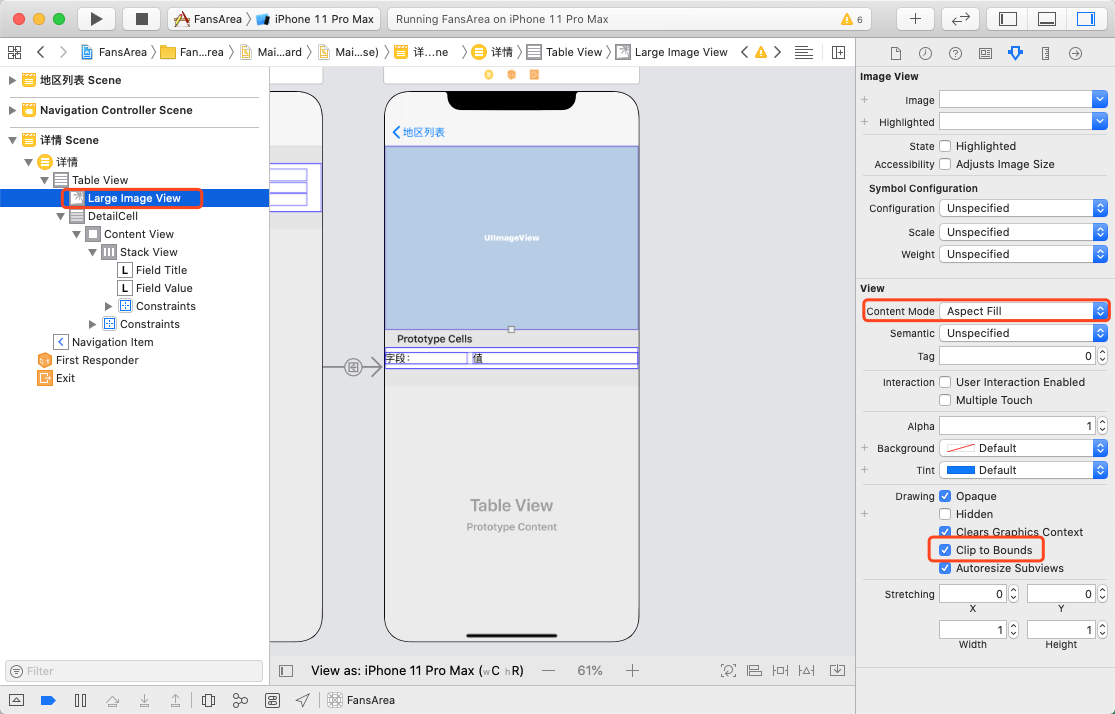 FansArea
iPhone 11 Pro Max
Running FansArea on iPhone 11 Pro Max
6
FansArea
Fan...rea
Mai...ard
Mai...se)
详...ne
详情
Table View
Large Image View
地区列表 Scene
Navigation Controller Scene
详情 Scene
详情
Table View
Large Image View
DetailCell
Content View
Stack View
L Field Title
L Field Value
Constraints
Constraints
Navigation Item
First Responder
Exit
Filter
地区列表
UIImageView
Prototype Cells
字段: 值
Table View
Prototype Content
View as: iPhone 11 Pro Max (wC hR)
61%
FansArea
Image View
Image
Highlighted
State Highlighted
Accessibility Adjusts Image Size
Symbol Configuration
Configuration Unspecified
Scale Unspecified
Weight Unspecified
View
Content Mode Aspect Fill
Semantic Unspecified
Tag 0
Interaction User Interaction Enabled
Multiple Touch
Alpha 1
Background Default
Tint Default
Drawing Opaque
Hidden
Clears Graphics Context
Clip to Bounds
Autoresize Subviews
Stretching 0 0
X Y
1 1
Width Height